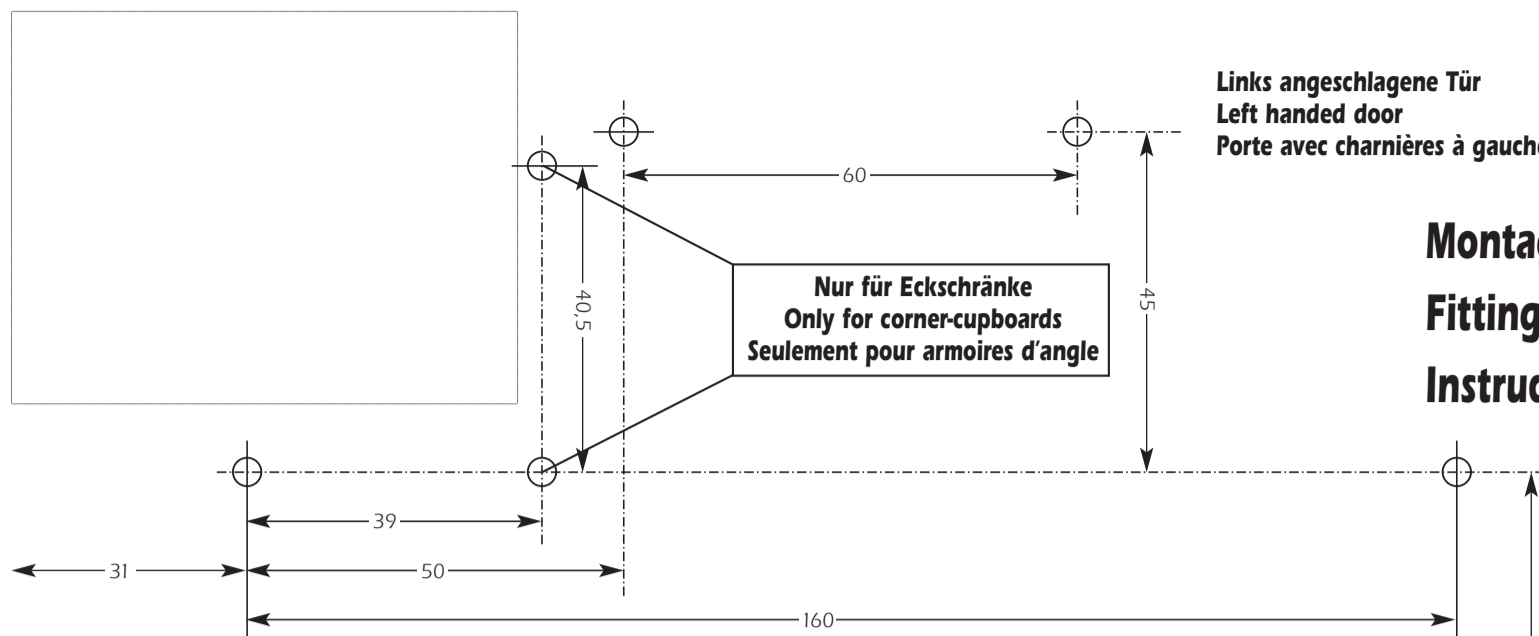 Links angeschlagene Tür
Left handed door
Porte avec charnières à gauche
60
40,5
Nur für Eckschränke
Only for corner-cupboards
Seulement pour armoires d'angle
45
Fitting
39
31
50
160